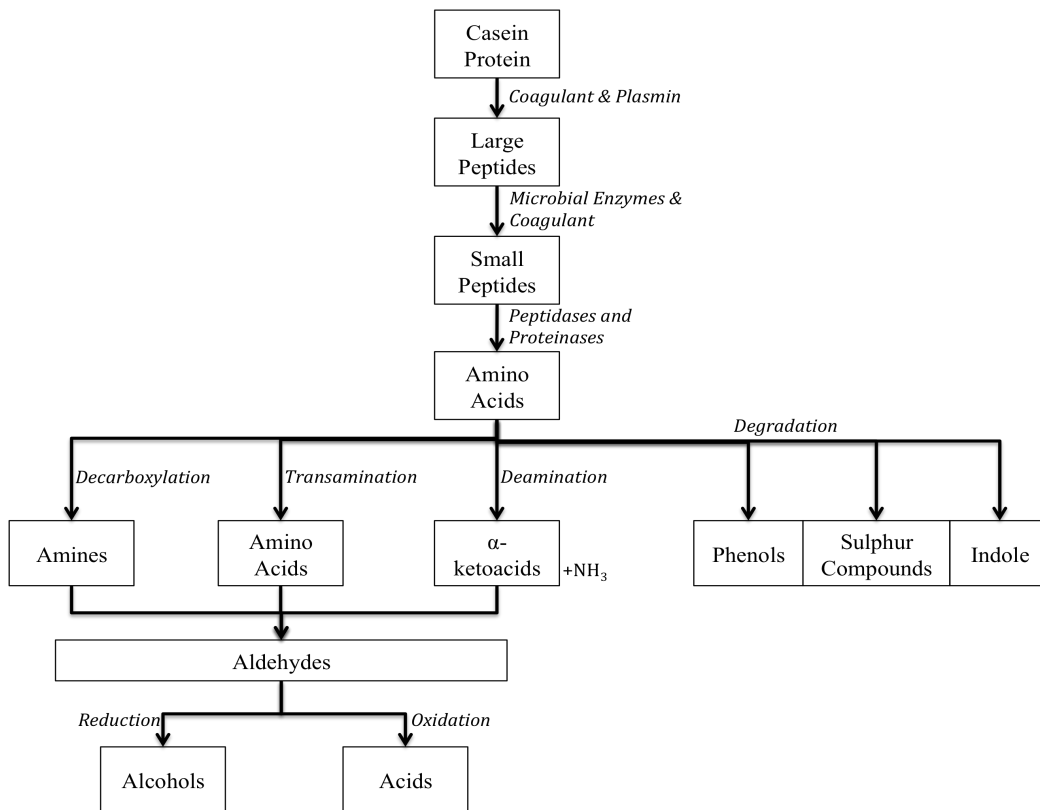 Casein
Protein
Coagulant & Plasmin
Large
Peptides
Microbial Enzymes &
Coagulant
Small
Peptides
Peptidases and
Proteinases
Amino
Acids
Degradation
Decarboxylation
Transamination
Deamination
Amines
Amino
Acids
α-
ketoacids
+NH₃
Phenols
Sulphur
Compounds
Indole
Aldehydes
Reduction
Oxidation
Alcohols
Acids